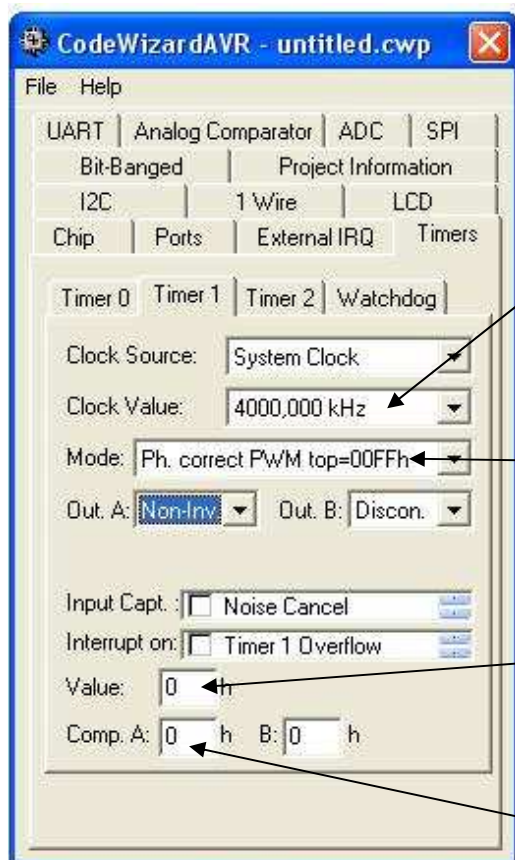 CodeWizardAVR - untitled.cwp
File Help
UART Analog Comparator ADC SPI
Bit-Banged Project Information
I2C 1 Wire LCD
Chip Ports External IRQ Timers
Timer 0 Timer 1 Timer 2 Watchdog
Clock Source: System Clock
Clock Value: 4000,000 kHz
Mode: Ph. correct PWM top=00FFh
Out. A: Non-Inv Out. B: Discon.
Input Capt. : Noise Cancel
Interrupt on: Timer 1 Overflow
Value: 0 h
Comp. A: 0 h B: 0 h